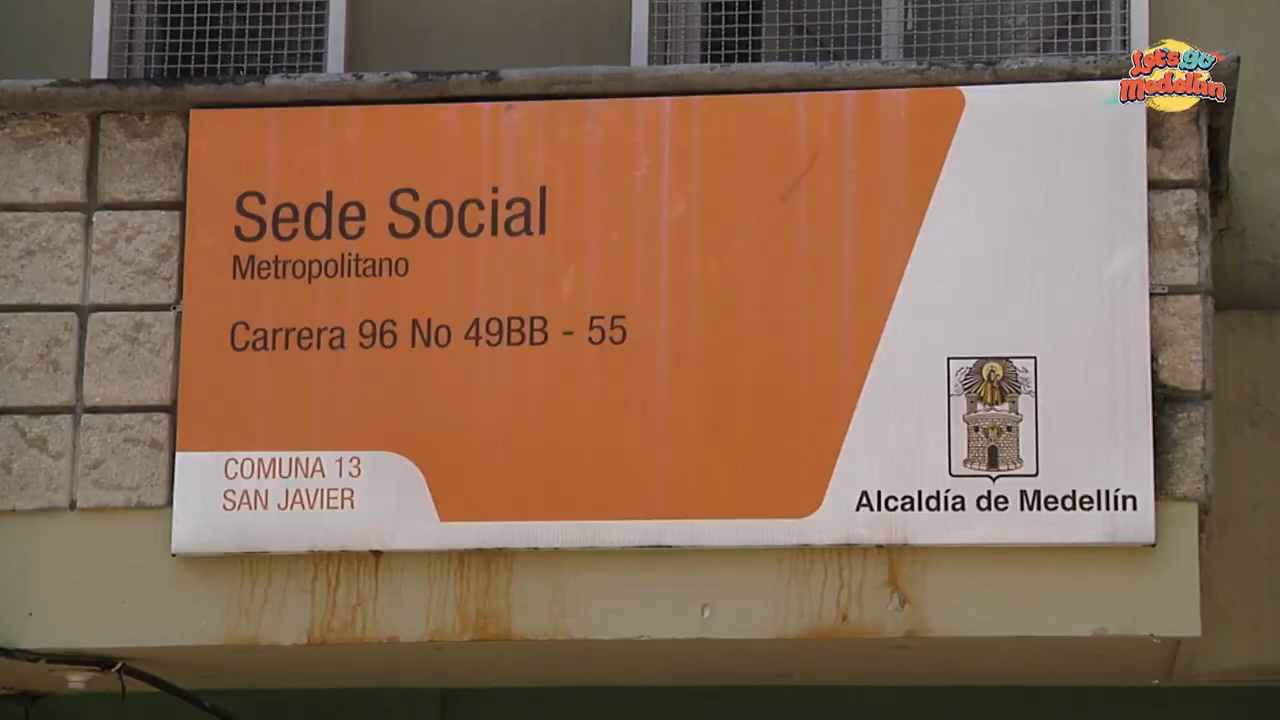 Let's go
Medellín
Sede Social
Metropolitano
Carrera 96 No 49BB - 55
COMUNA 13
SAN JAVIER
Alcaldía de Medellín